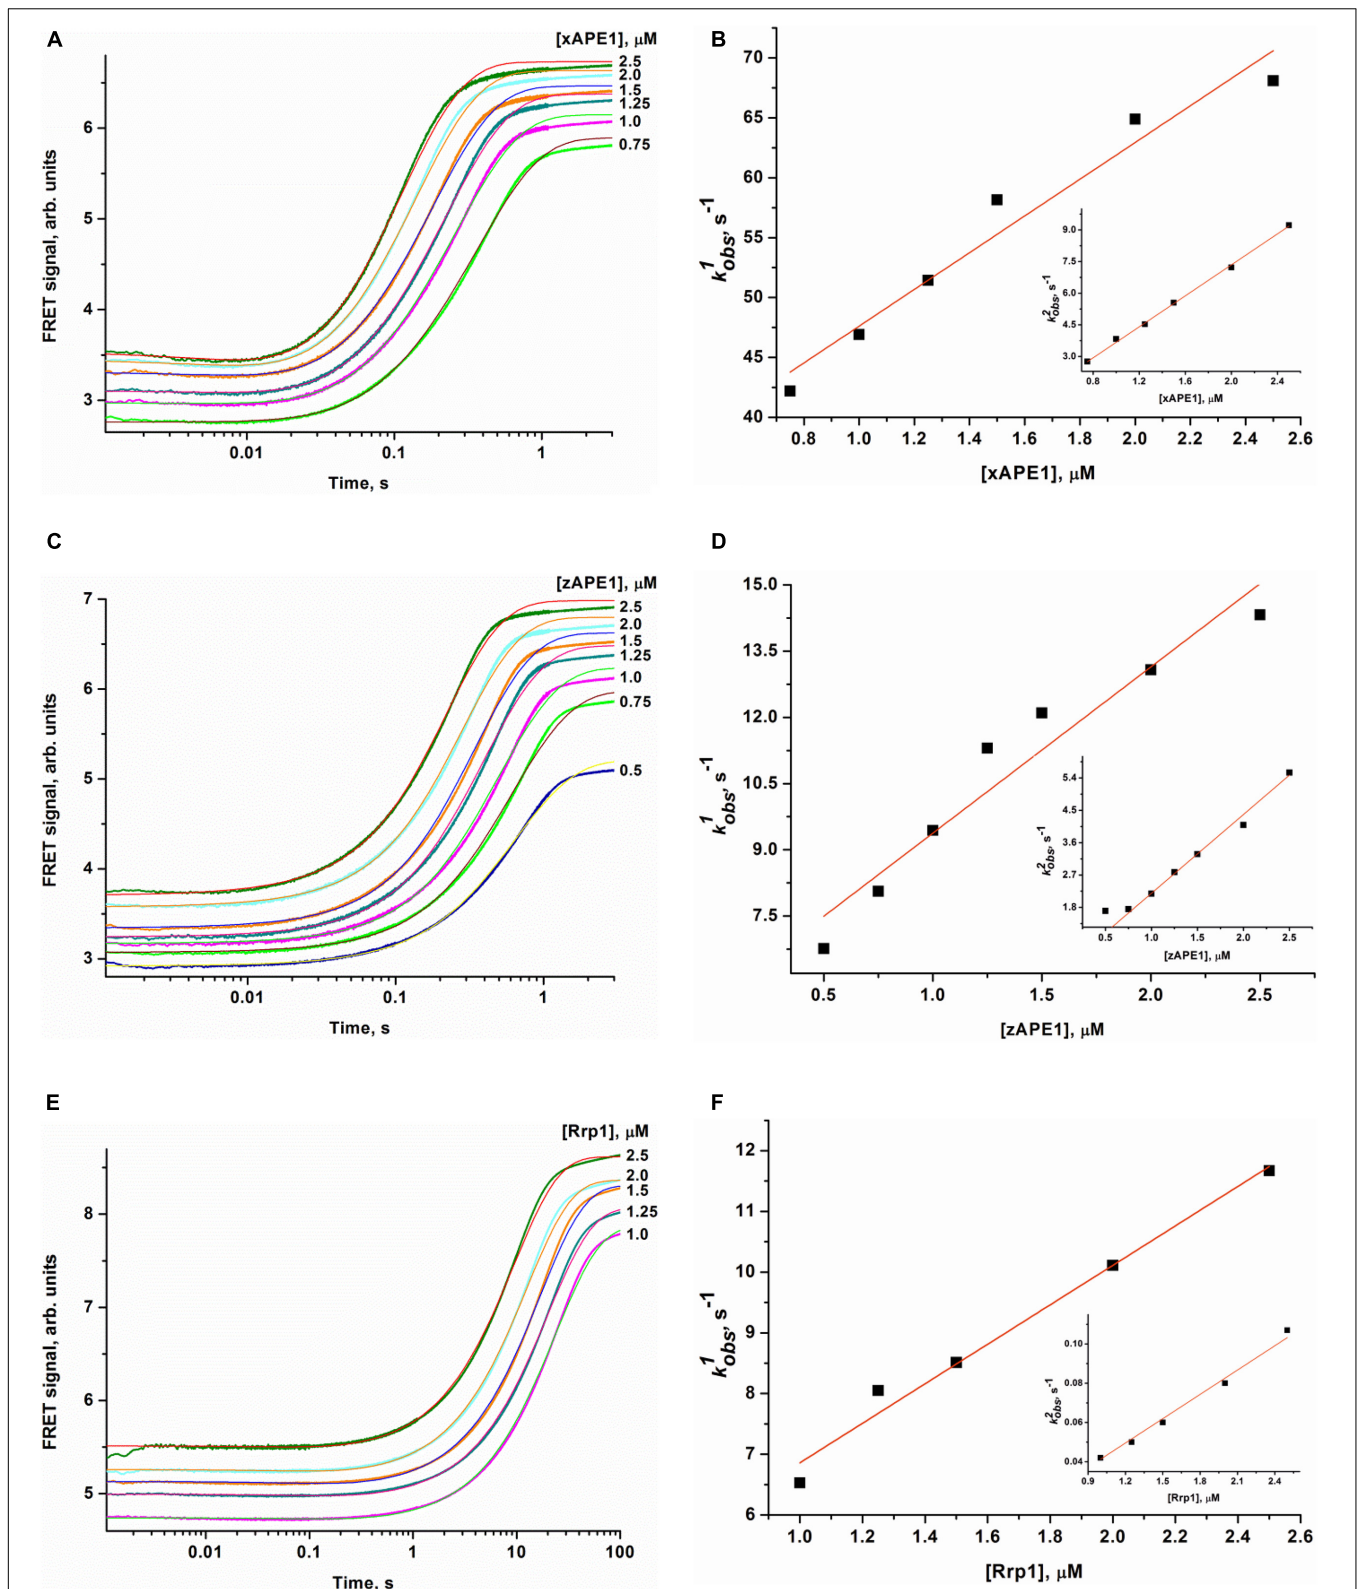 A
[xAPE1], μM
2.5
2.0
1.5
1.25
1.0
0.75
6
5
4
3
FRET signal, arb. units
0.01 0.1 1
Time, s
B
70
65
60
55
50
45
40
k¹obs, s⁻¹
0.8 1.0 1.2 1.4 1.6 1.8 2.0 2.2 2.4 2.6
[xAPE1], μM
9.0
7.5
6.0
4.5
3.0
k²obs, s⁻¹
0.8 1.2 1.6 2.0 2.4
[xAPE1], μM
C
[zAPE1], μM
2.5
2.0
1.5
1.25
1.0
0.75
0.5
7
6
5
4
3
FRET signal, arb. units
0.01 0.1 1
Time, s
D
15.0
13.5
12.0
10.5
9.0
7.5
k¹obs, s⁻¹
0.5 1.0 1.5 2.0 2.5
[zAPE1], μM
5.4
4.5
3.6
2.7
1.8
k²obs, s⁻¹
0.5 1.0 1.5 2.0 2.5
[zAPE1], μM
E
[Rrp1], μM
2.5
2.0
1.5
1.25
1.0
8
7
6
5
FRET signal, arb. units
0.01 0.1 1 10 100
Time, s
F
12
11
10
9
8
7
6
k¹obs, s⁻¹
1.0 1.2 1.4 1.6 1.8 2.0 2.2 2.4 2.6
[Rrp1], μM
0.10
0.08
0.06
0.04
k²obs, s⁻¹
0.9 1.2 1.5 1.8 2.1 2.4
[Rrp1], μM